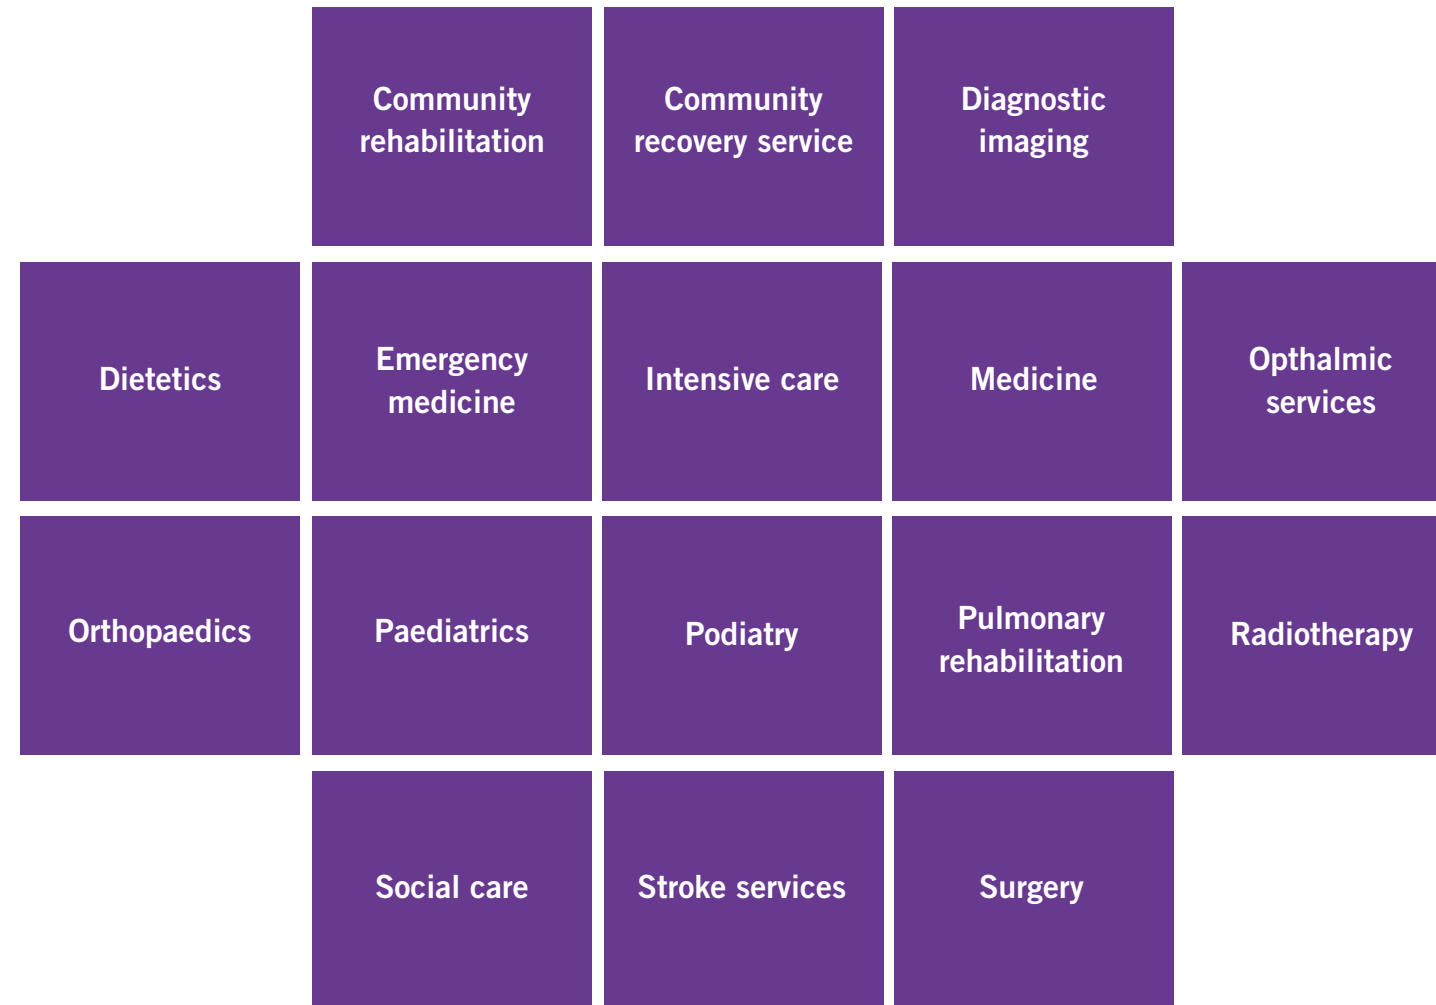 Community
rehabilitation
Community
recovery service
Diagnostic
imaging
Dietetics
Emergency
medicine
Intensive care
Medicine
Opthalmic
services
Orthopaedics
Paediatrics
Podiatry
Pulmonary
rehabilitation
Radiotherapy
Social care
Stroke services
Surgery